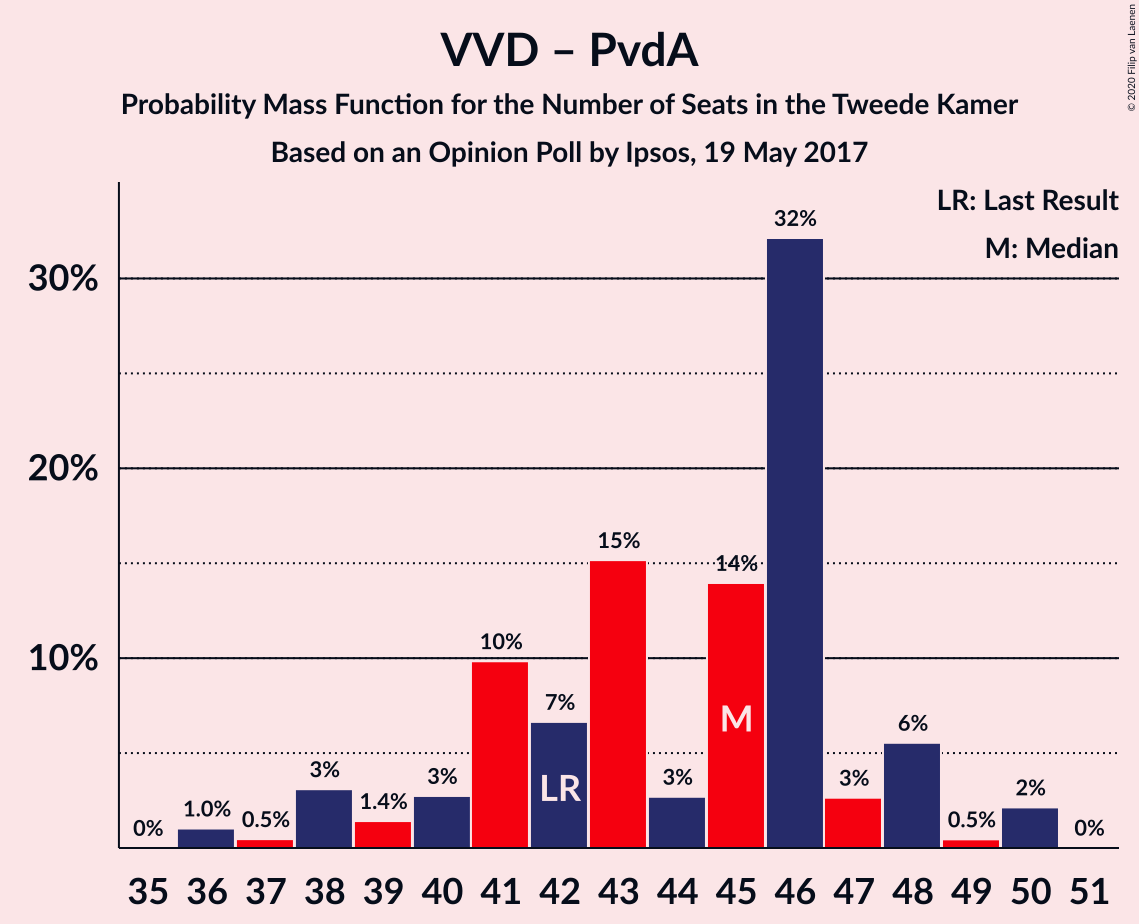 VVD – PvdA
Probability Mass Function for the Number of Seats in the Tweede Kamer
Based on an Opinion Poll by Ipsos, 19 May 2017
© 2020 Filip van Laenen
LR: Last Result
M: Median
30%
20%
10%
0% 1.0% 0.5% 3% 1.4% 3% 10% 7% 15% 3% 14% 32% 3% 6% 0.5% 2% 0%
LR
M
35 36 37 38 39 40 41 42 43 44 45 46 47 48 49 50 51